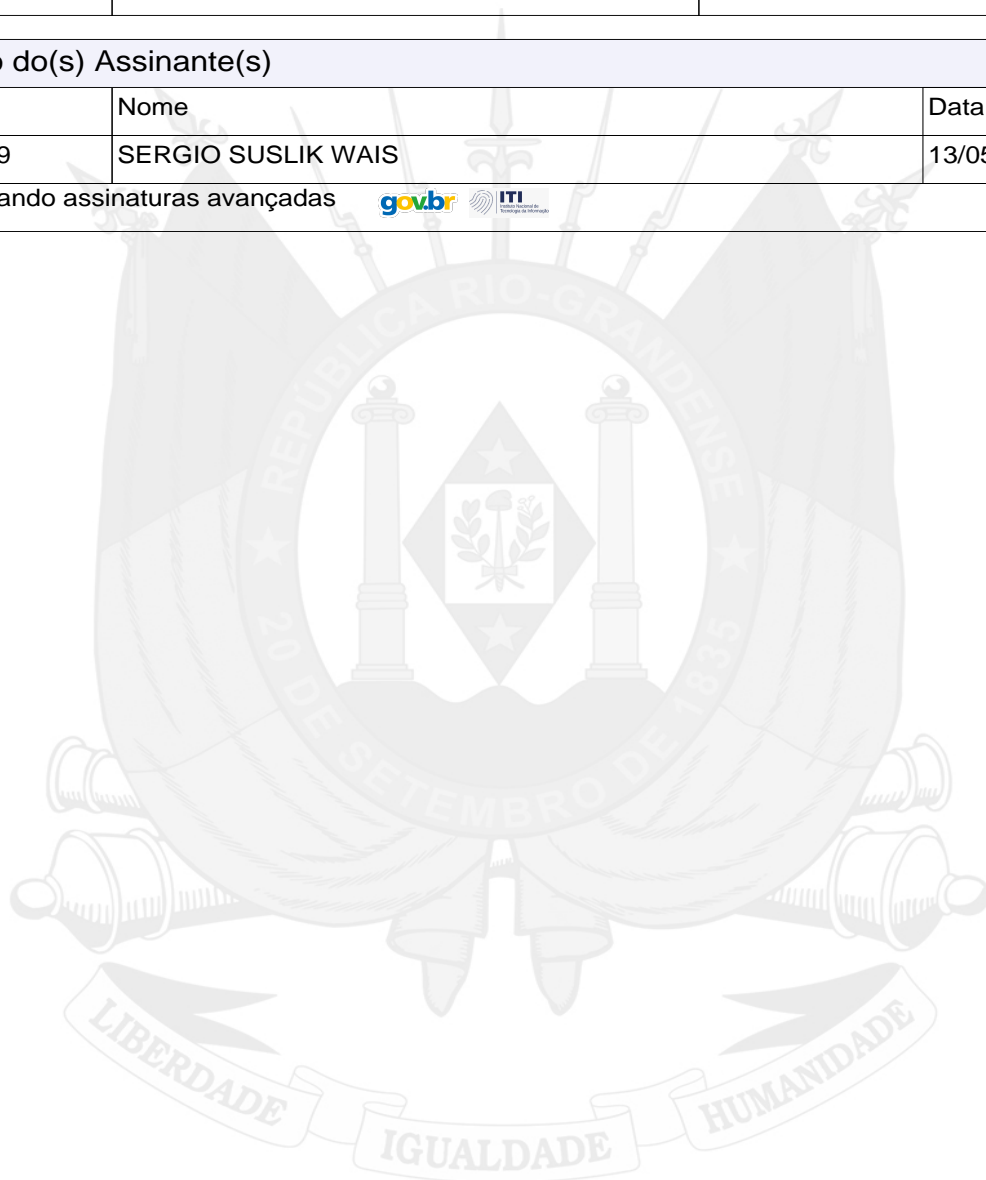 o do(s) Assinante(s)
Nome Data
9 SERGIO SUSLIK WAIS 13/05
ando assinaturas avançadas gov.br ITI
REPÚBLICA RIO-GRANDENSE
20 DE SETEMBRO DE 1835
LIBERDADE IGUALDADE HUMANIDADE